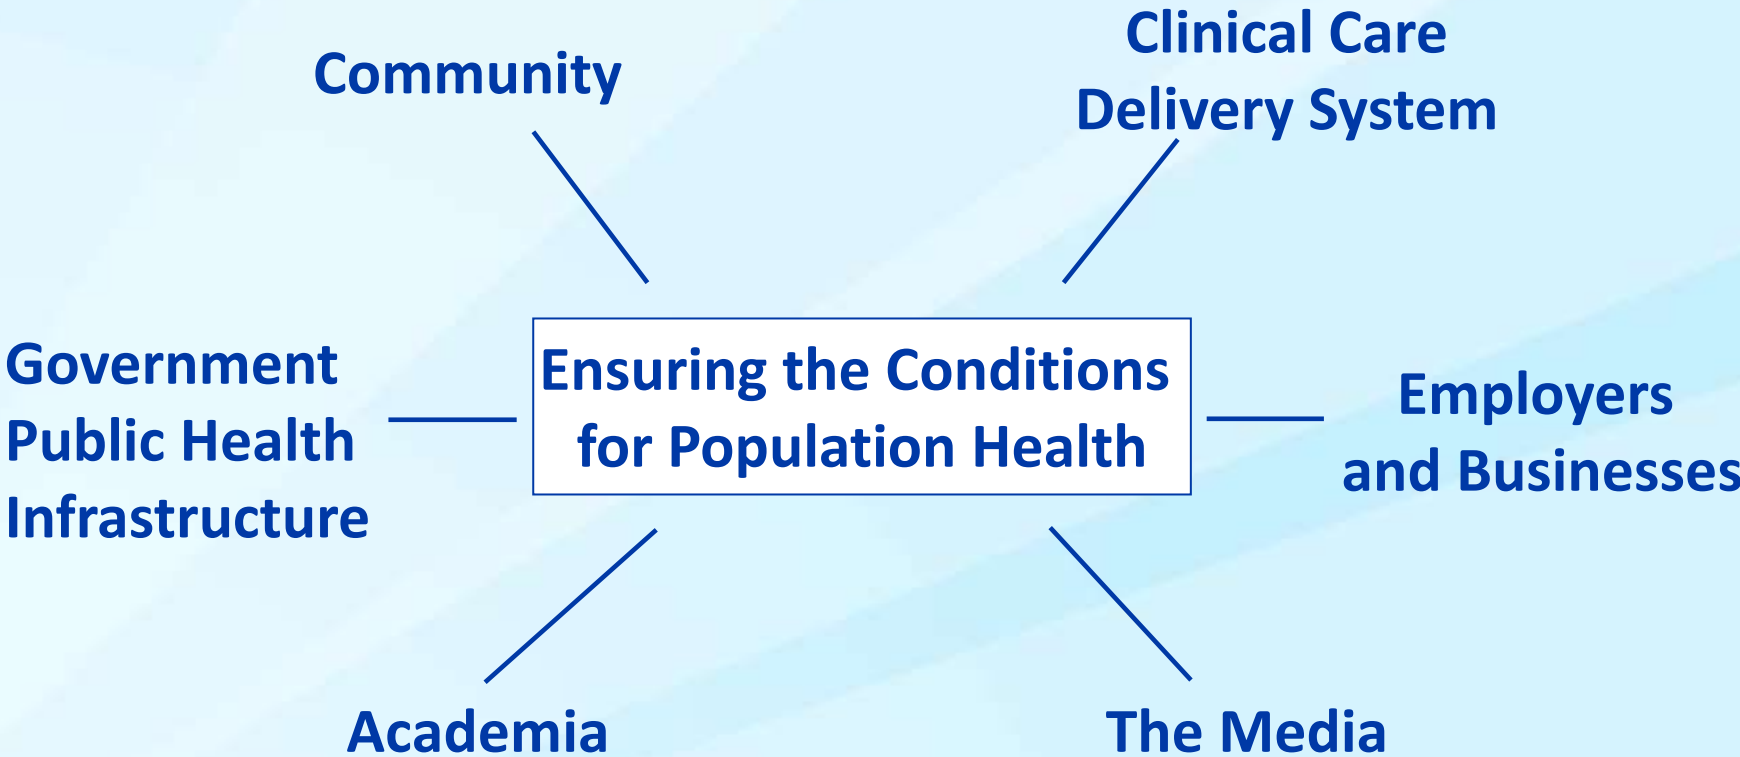 Community
Clinical Care
Delivery System
Government
Public Health
Infrastructure
Ensuring the Conditions
for Population Health
Employers
and Businesses
Academia
The Media